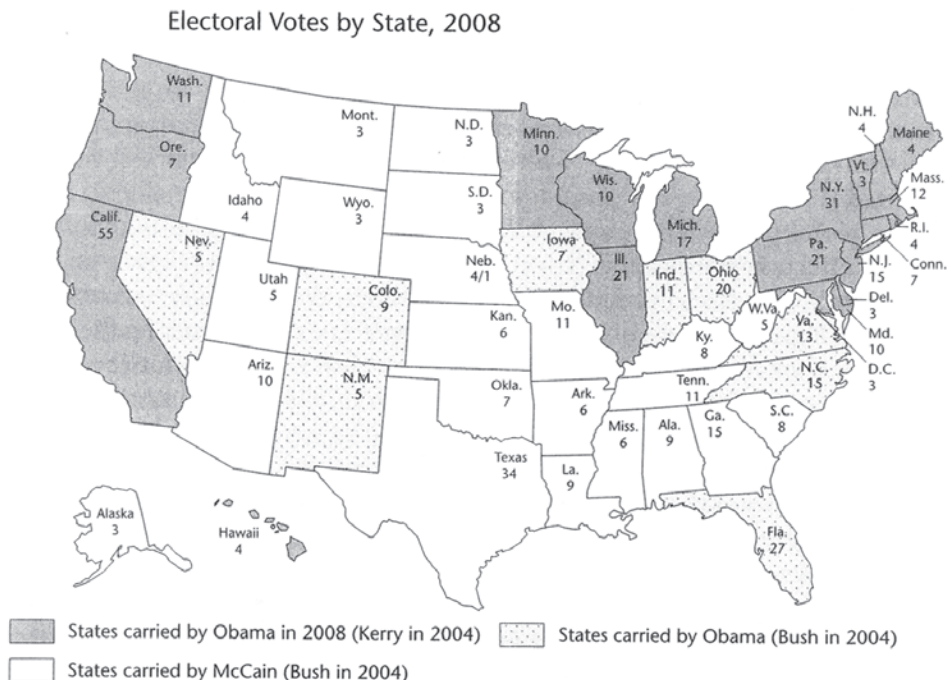 Electoral Votes by State, 2008
Wash.
11
Ore.
7
Calif.
55
Nev.
5
Idaho
4
Mont.
3
Wyo.
3
Utah
5
Colo.
9
Ariz.
10
N.M.
5
N.D.
3
S.D.
3
Neb.
4/1
Kan.
6
Okla.
7
Texas
34
Minn.
10
Iowa
7
Mo.
11
Ark.
6
La.
9
Wis.
10
Ill.
21
Mich.
17
Ind.
11
Ohio
20
Ky.
8
Tenn.
11
Miss.
6
Ala.
9
Ga.
15
Fla.
27
S.C.
8
N.C.
15
Va.
13
W.Va
5
Pa.
21
N.Y.
31
Vt.
3
N.H.
4
Maine
4
Mass.
12
R.I.
4
Conn.
7
N.J.
15
Del.
3
Md.
10
D.C.
3
Alaska
3
Hawaii
4
States carried by Obama in 2008 (Kerry in 2004)
States carried by Obama (Bush in 2004)
States carried by McCain (Bush in 2004)